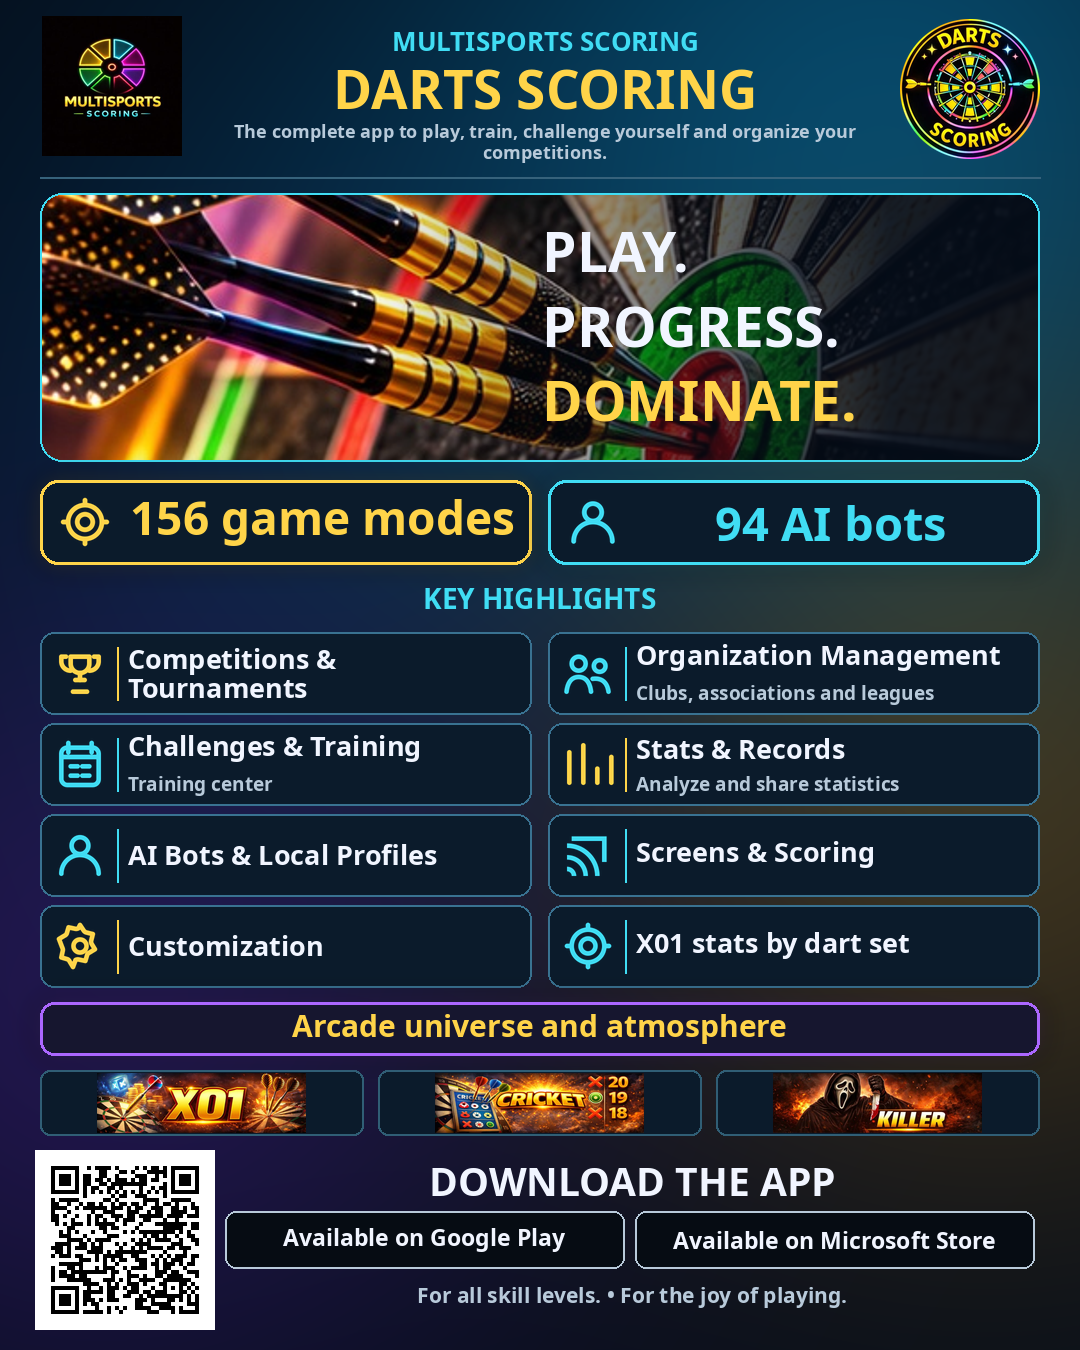 MULTISPORTS
SCORING
MULTISPORTS SCORING
DARTS SCORING
The complete app to play, train, challenge yourself and organize your
competitions.
DARTS
SCORING
PLAY.
PROGRESS.
DOMINATE.
156 game modes
94 AI bots
KEY HIGHLIGHTS
Competitions &
Tournaments
Organization Management
Clubs, associations and leagues
Challenges & Training
Training center
Stats & Records
Analyze and share statistics
AI Bots & Local Profiles
Screens & Scoring
Customization
X01 stats by dart set
Arcade universe and atmosphere
X01
CRICKET
CRICKET
20
19
18
KILLER
DOWNLOAD THE APP
Available on Google Play
Available on Microsoft Store
For all skill levels. • For the joy of playing.